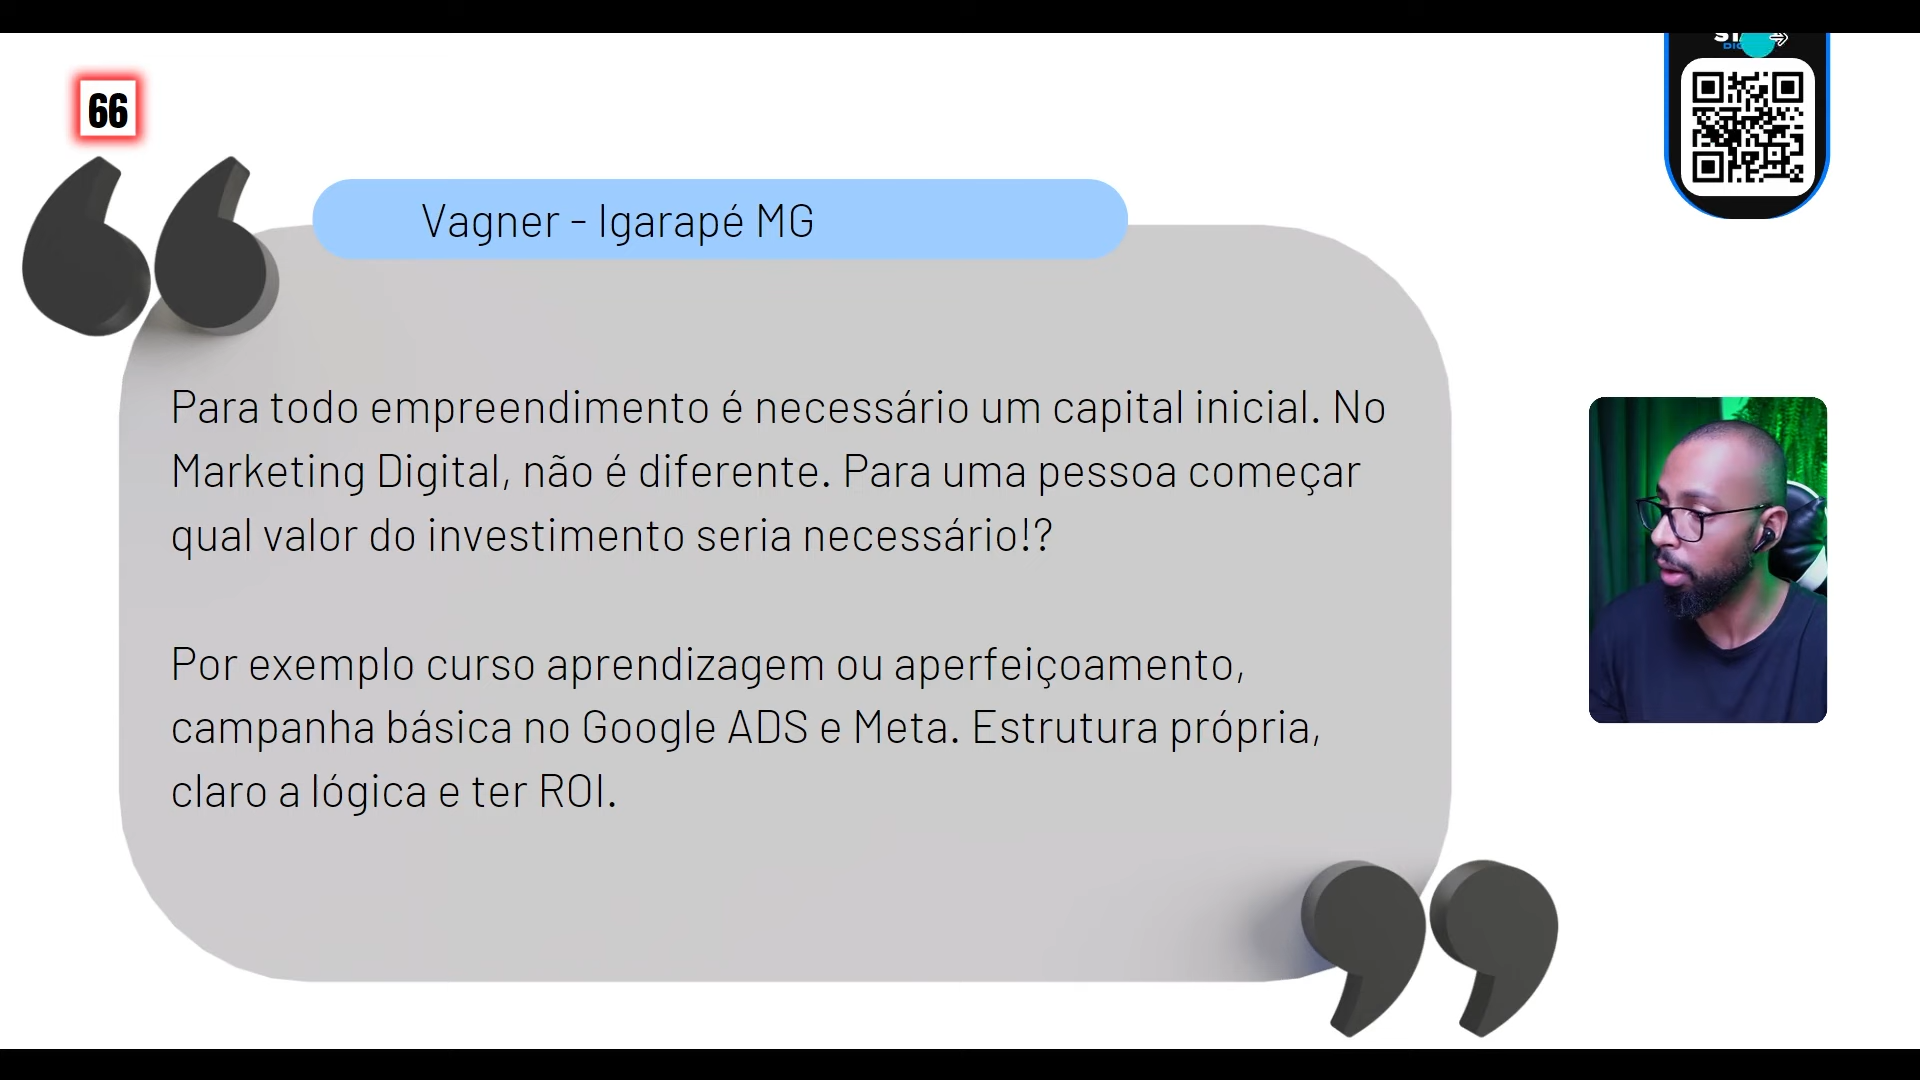 66
Vagner - Igarapé MG
Para todo empreendimento é necessário um capital inicial. No
Marketing Digital, não é diferente. Para uma pessoa começar
qual valor do investimento seria necessário!?
Por exemplo curso aprendizagem ou aperfeiçoamento,
campanha básica no Google ADS e Meta. Estrutura própria,
claro a lógica e ter ROI.